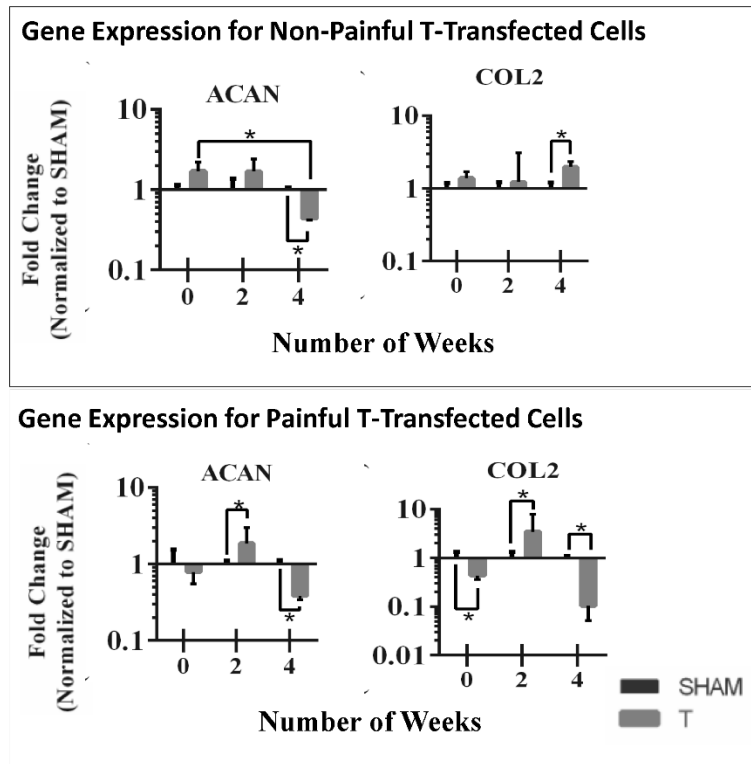 Gene Expression for Non-Painful T-Transfected Cells
ACAN
COL2
Fold Change
(Normalized to SHAM)
10
1
0.1
*
*
0
2
4
10
1
0.1
*
0
2
4
Number of Weeks
Gene Expression for Painful T-Transfected Cells
ACAN
COL2
Fold Change
(Normalized to SHAM)
10
1
0.1
*
*
0
2
4
10
1
0.1
0.01
*
*
*
0
2
4
Number of Weeks
SHAM
T